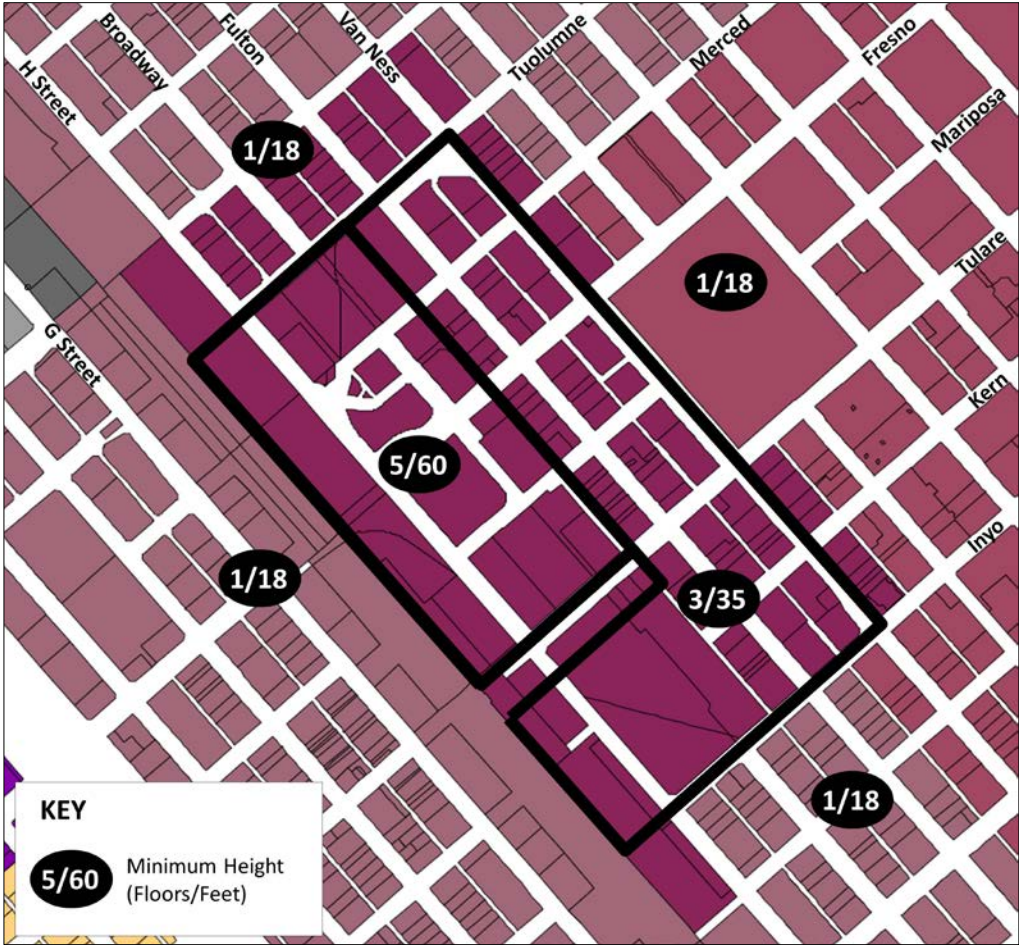 Broadway
Fulton
Van Ness
Tuolumne
Merced
Fresno
H Street
Mariposa
1/18
Tulare
1/18
G Street
Kern
5/60
Inyo
1/18
3/35
1/18
KEY
5/60
Minimum Height
(Floors/Feet)